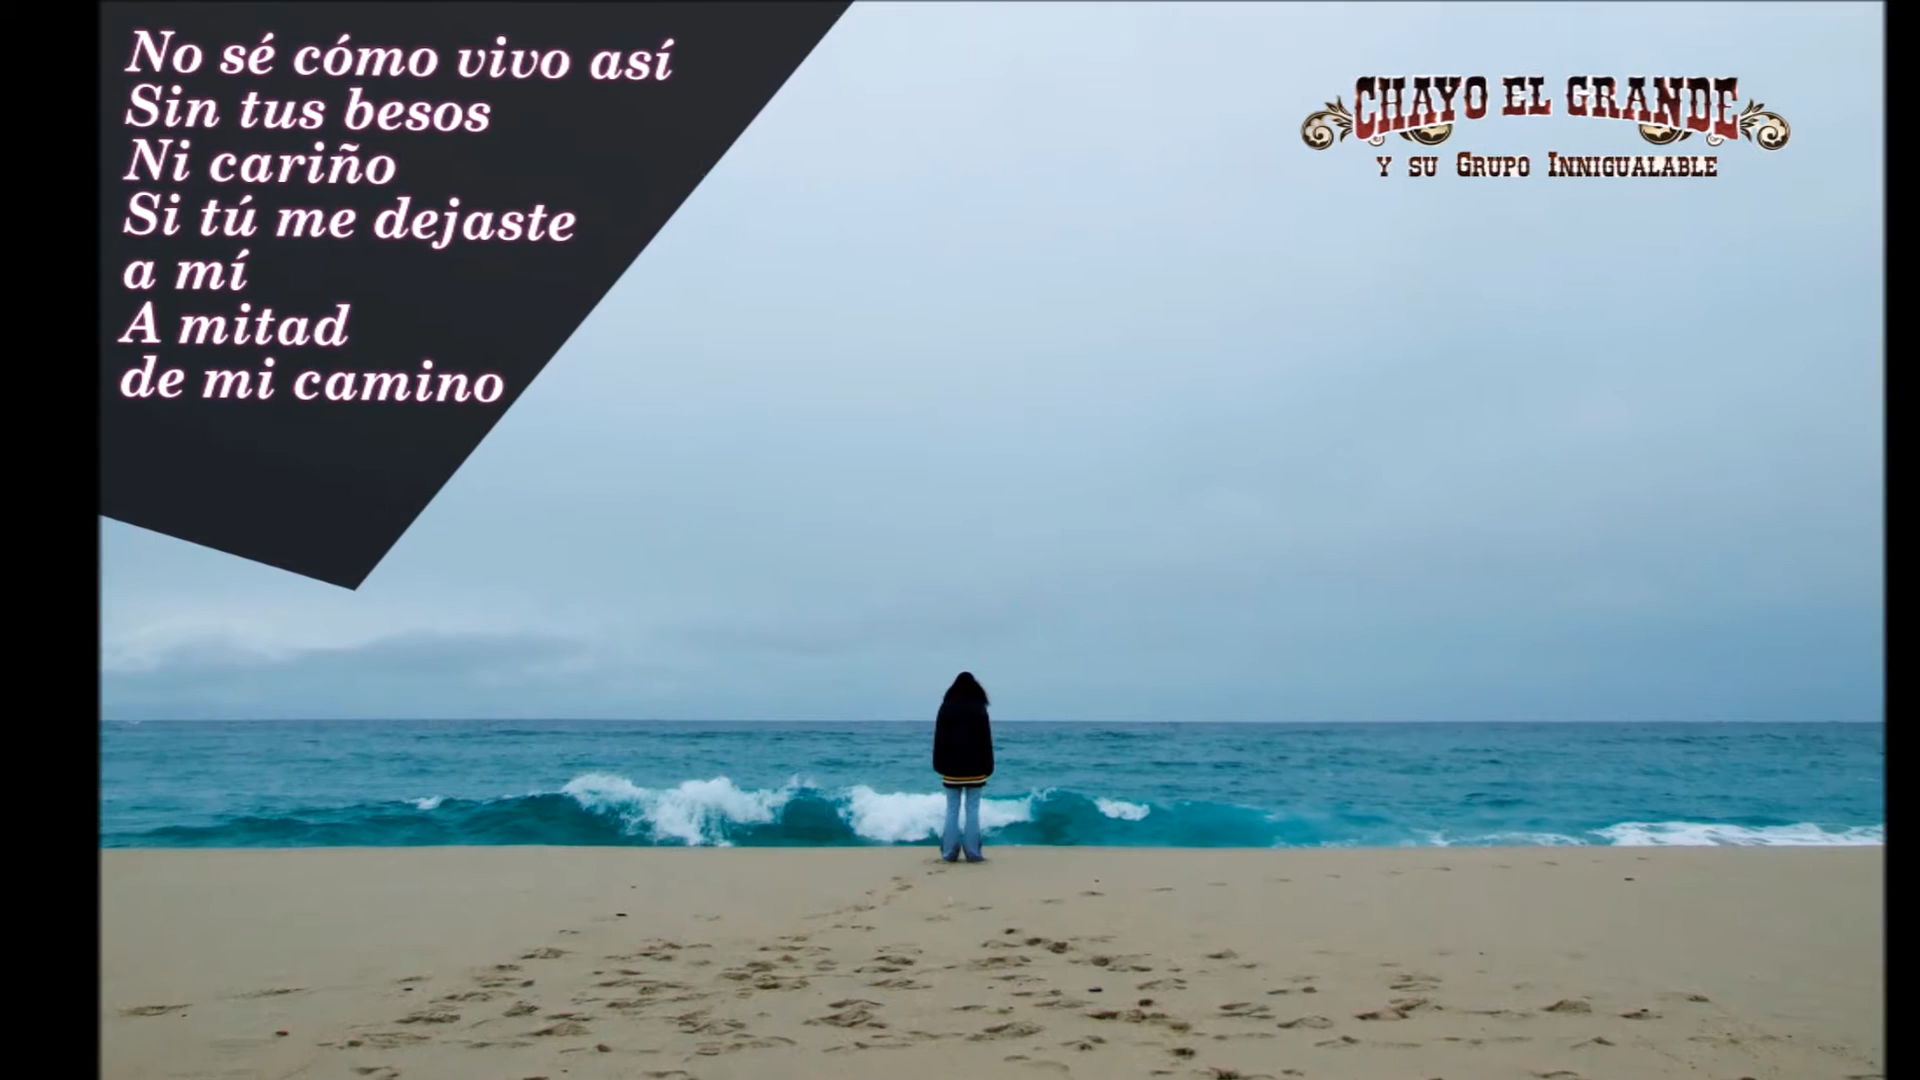 No sé cómo vivo así
Sin tus besos
Ni cariño
Si tú me dejaste
a mí
A mitad
de mi camino
CHAYO EL GRANDE
Y SU GRUPO INNIGUALABLE